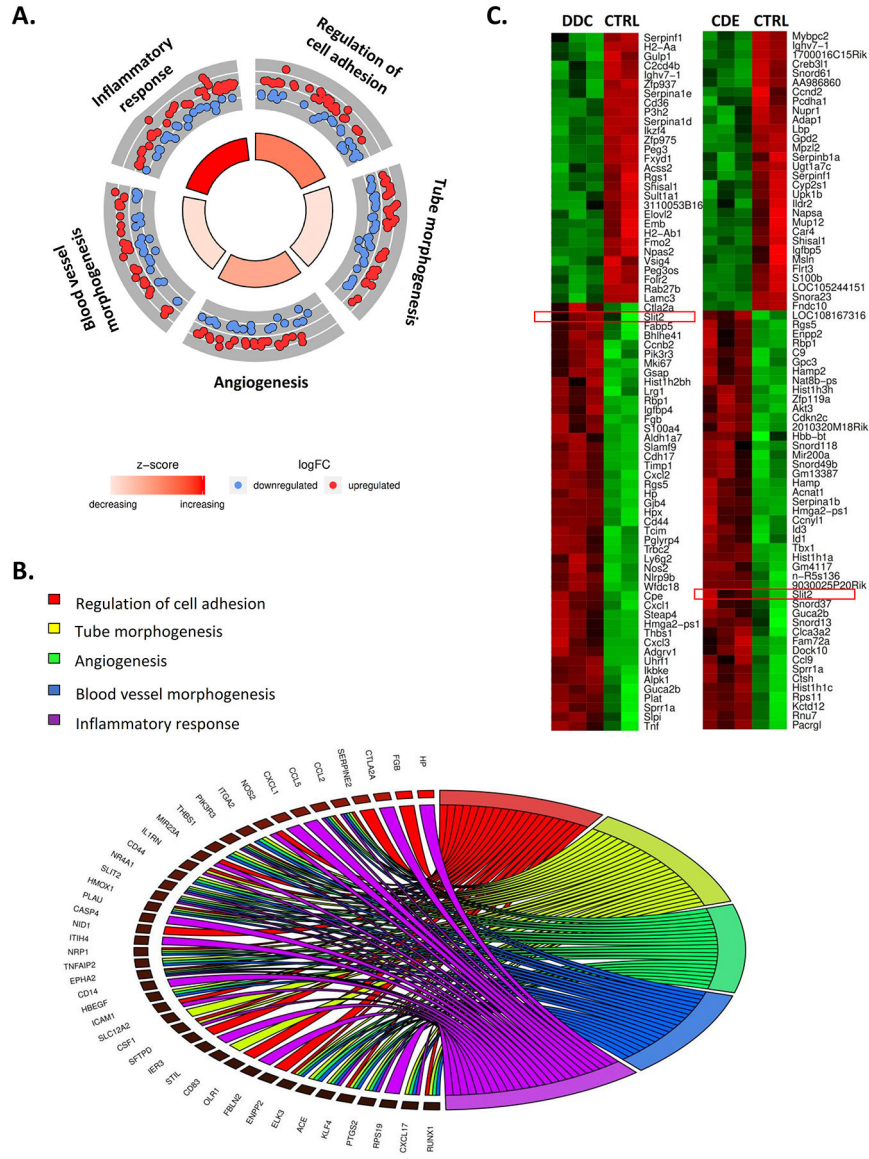 A.
Inflammatory
response
Regulation of
cell adhesion
Tube morphogenesis
Blood vessel
morphogenesis
Angiogenesis
z-score
decreasing
increasing
logFC
downregulated
upregulated
B.
Regulation of cell adhesion
Tube morphogenesis
Angiogenesis
Blood vessel morphogenesis
Inflammatory response
HP
FGB
CTLA2A
SERPINE2
CCL2
CCL5
CXCL1
NOS2
ITGA2
PIK3R3
THBS1
MIR23A
IL1RN
CD44
NR4A1
SLIT2
HMOX1
PLAU
CASP4
NID1
ITIH4
NRP1
TNFAIP2
EPHA2
CD14
HBEGF
ICAM1
SLC12A2
CSF1
SFTPD
IER3
STIL
CD83
OLR1
FBLN2
ENPP2
ELK3
ACE
KLF4
PTGS2
RPS19
CXCL17
RUNX1
C.
DDC CTRL
Serpinf1
H2-Aa
Gulp1
C2cd4b
Ighv7-1
Zfp937
Serpina1e
Cd36
P3h2
Serpina1d
Ikzf4
Zfp975
Peg3
Fxyd1
Acss2
Rgs1
Shisal1
Sult1a1
3110053B16
Elovl2
Emb
H2-Ab1
Fmo2
Npas2
Vsig4
Peg3os
Folr2
Rab27b
Lamc3
Ctla2a
Slit2
Fabp5
Bhlhe41
Ccnb2
Pik3r3
Mki67
Gsap
Hist1h2bh
Lrg1
Rbp1
Igfbp4
Fgb
S100a4
Aldh1a7
Slamf9
Cdh17
Timp1
Cxcl2
Rgs5
Hp
Gjb4
Hpx
Cd44
Tcim
Pglyrp4
Trbc2
Ly6g2
Nos2
Nlrp9b
Wfdc18
Cpe
Cxcl1
Steap4
Hmga2-ps1
Thbs1
Cxcl3
Adgrv1
Uhrf1
Ikbke
Alpk1
Guca2b
Plat
Sprr1a
Slpi
Tnf
CDE CTRL
Mybpc2
Ighv7-1
1700016C15Rik
Creb3l1
Snord61
AA986860
Ccnd2
Pcdha1
Nupr1
Adap1
Lbp
Gpd2
Mpzl2
Serpinb1a
Ugt1a7c
Serpinf1
Cyp2s1
Upk1b
Ildr2
Napsa
Mup12
Car4
Shisal1
Igfbp5
Msln
Flrt3
S100b
LOC105244151
Snora23
Fndc10
LOC108167316
Rgs5
Enpp2
Rbp1
C9
Gpc3
Hamp2
Nat8b-ps
Hist1h3h
Zfp119a
Akt3
Cdkn2c
2010320M18Rik
Hbb-bt
Snord118
Mir200a
Snord49b
Gm13387
Hamp
Acnat1
Serpina1b
Hmga2-ps1
Ccnyl1
Id3
Id1
Tbx1
Hist1h1a
Gm4117
n-R5s136
9030025P20Rik
Slit2
Snord37
Guca2b
Snord13
Clca3a2
Fam72a
Dock10
Ccl9
Sprr1a
Ctsh
Hist1h1c
Rps11
Kctd12
Rnu7
Pacrgl